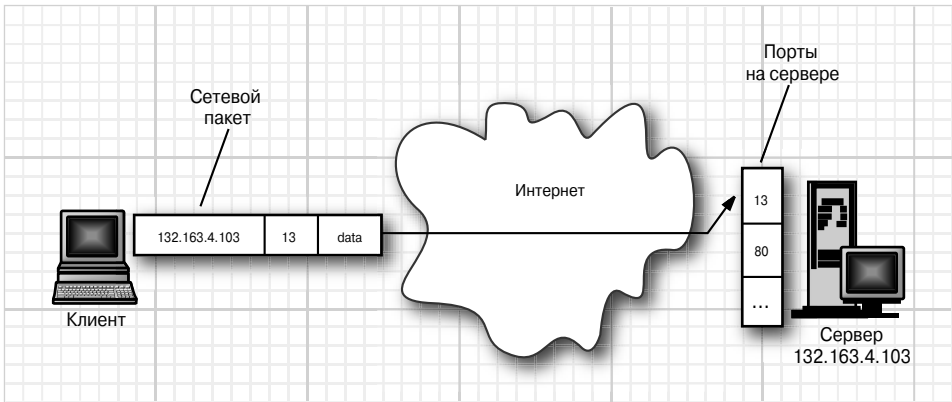 Порты
на сервере
Сетевой
пакет
Интернет
13
132.163.4.103
13
data
80
...
Клиент
Сервер
132.163.4.103